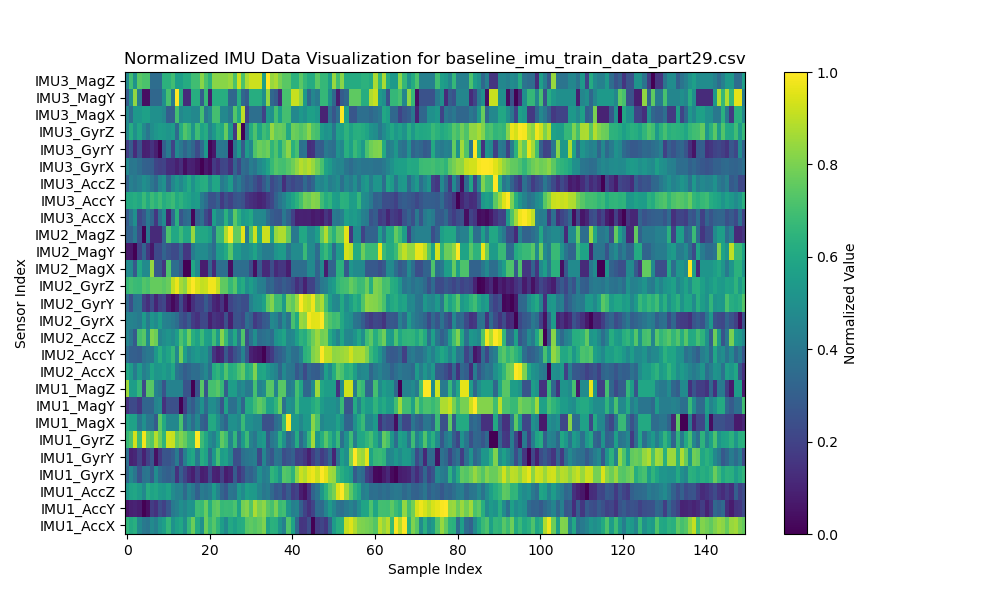 Normalized IMU Data Visualization for baseline_imu_train_data_part29.csv
IMU3_MagZ
IMU3_MagY
IMU3_MagX
IMU3_GyrZ
IMU3_GyrY
IMU3_GyrX
IMU3_AccZ
IMU3_AccY
IMU3_AccX
IMU2_MagZ
IMU2_MagY
IMU2_MagX
IMU2_GyrZ
IMU2_GyrY
IMU2_GyrX
IMU2_AccZ
IMU2_AccY
IMU2_AccX
IMU1_MagZ
IMU1_MagY
IMU1_MagX
IMU1_GyrZ
IMU1_GyrY
IMU1_GyrX
IMU1_AccZ
IMU1_AccY
IMU1_AccX
Sensor Index
0 20 40 60 80 100 120 140
Sample Index
1.0
0.8
0.6
0.4
0.2
0.0
Normalized Value